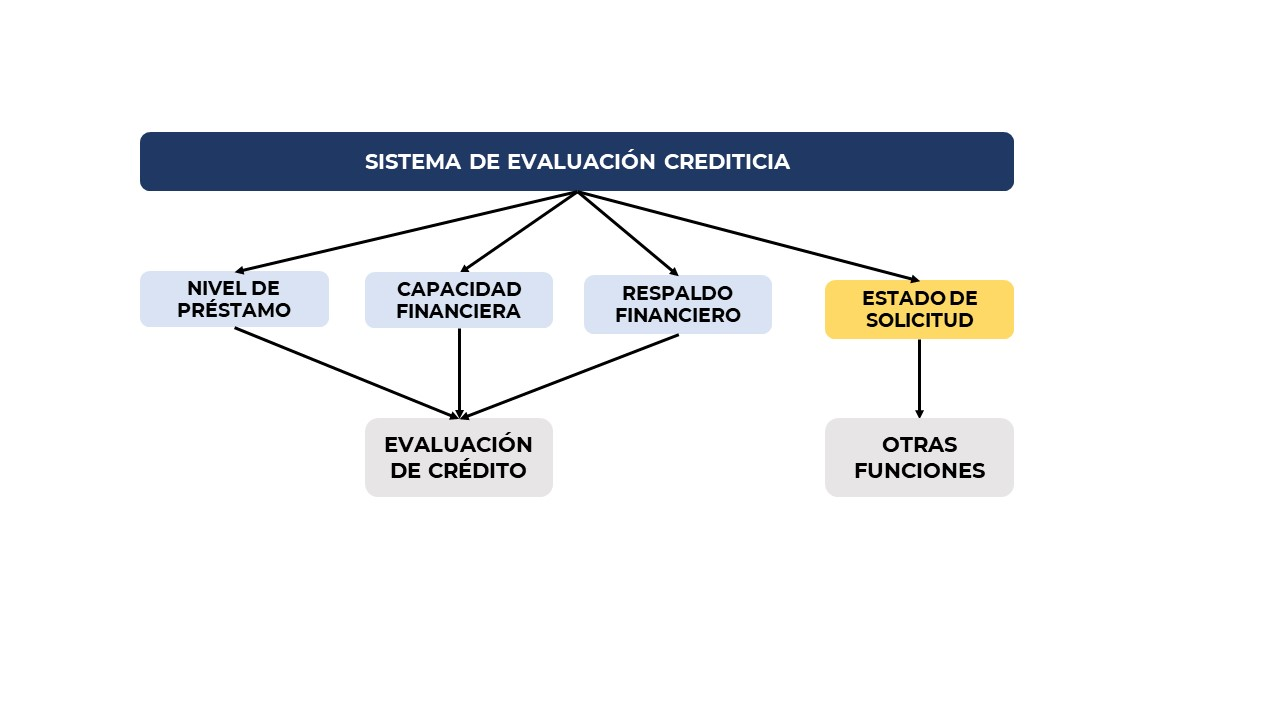 SISTEMA DE EVALUACIÓN CREDITICIA
NIVEL DE
PRÉSTAMO
CAPACIDAD
FINANCIERA
RESPALDO
FINANCIERO
ESTADO DE
SOLICITUD
EVALUACIÓN
DE CRÉDITO
OTRAS
FUNCIONES